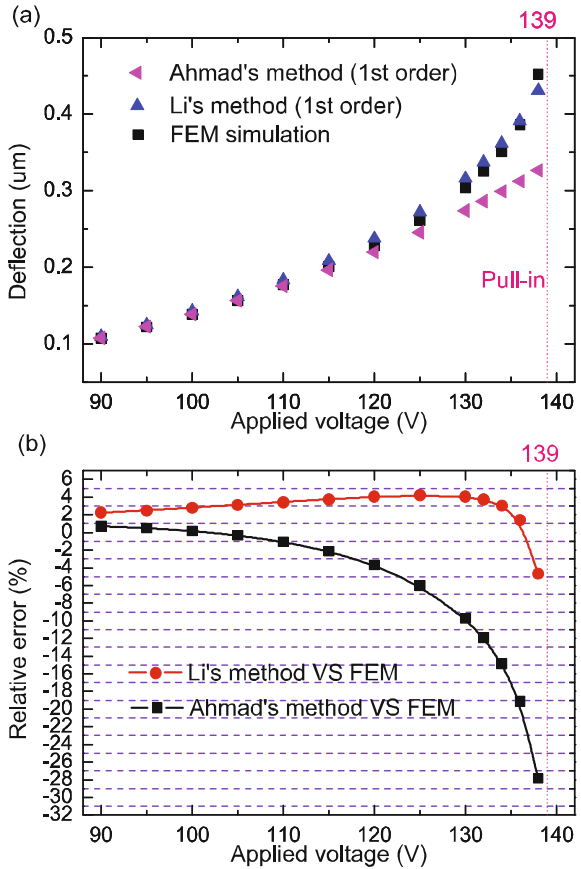 (a)
139
0.5
0.4
0.3
0.2
0.1
Deflection (um)
Ahmad's method (1st order)
Li's method (1st order)
FEM simulation
Pull-in
90 100 110 120 130 140
Applied voltage (V)
(b)
139
6
4
2
0
-2
-4
-6
-8
-10
-12
-14
-16
-18
-20
-22
-24
-26
-28
-30
-32
Relative error (%)
Li's method VS FEM
Ahmad's method VS FEM
90 100 110 120 130 140
Applied voltage (V)